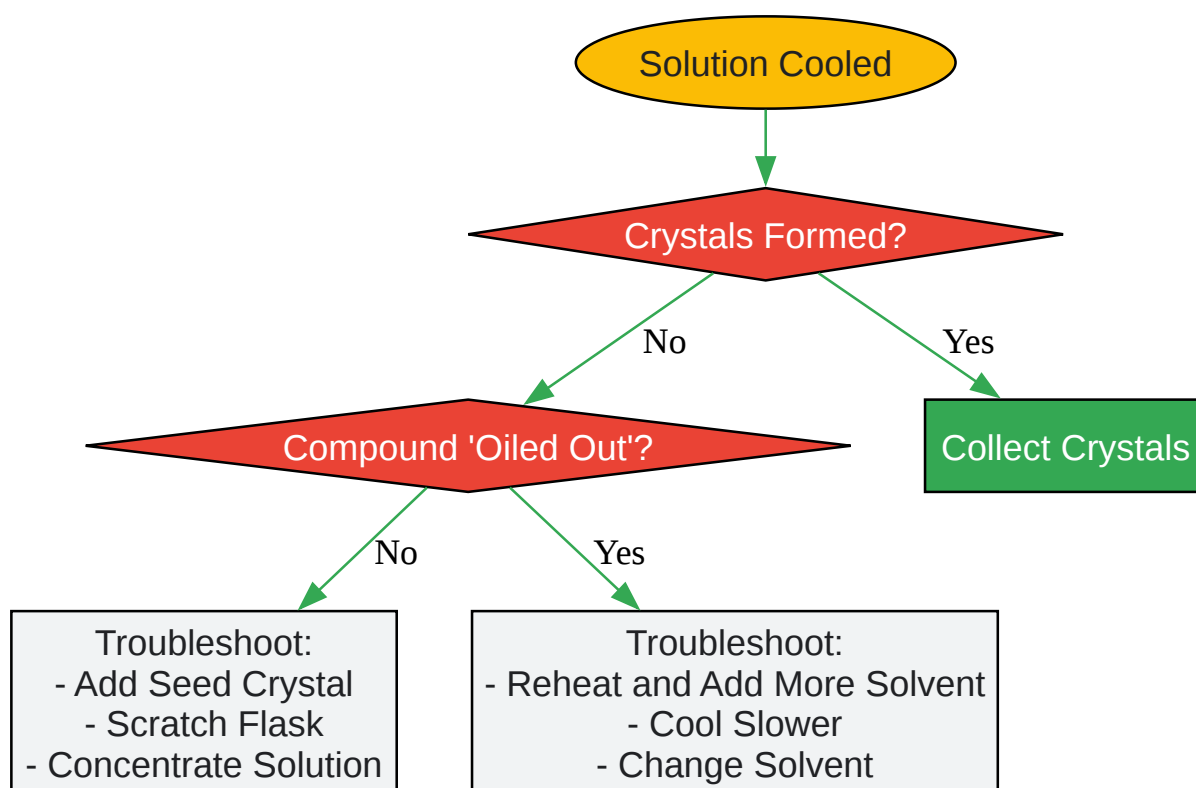 Solution Cooled
Crystals Formed?
No
Yes
Compound 'Oiled Out'?
Collect Crystals
No
Yes
Troubleshoot:
- Add Seed Crystal
- Scratch Flask
- Concentrate Solution
Troubleshoot:
- Reheat and Add More Solvent
- Cool Slower
- Change Solvent